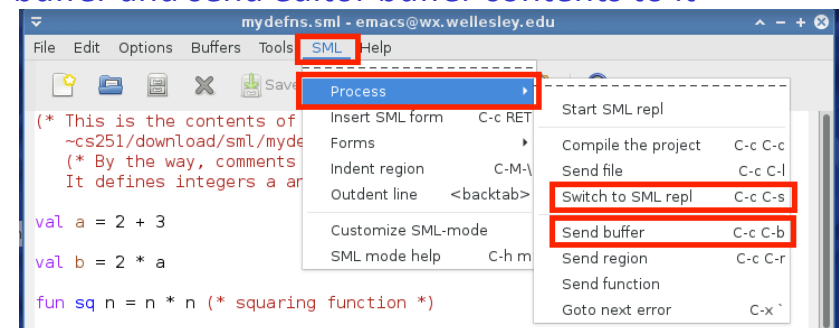 buffer and send editor buffer contents to it
mydefns.sml - emacs@wx.wellesley.edu
File Edit Options Buffers Tools SML Help
Save
Process
Insert SML form C-c RET
Forms
Indent region C-M-\
Outdent line <backtab>
Customize SML-mode
SML mode help C-h m
Start SML repl
Compile the project C-c C-c
Send file C-c C-l
Switch to SML repl C-c C-s
Send buffer C-c C-b
Send region C-c C-r
Send function
Goto next error C-x `
(* This is the contents of
~cs251/download/sml/myde
(* By the way, comments
It defines integers a an
val a = 2 + 3
val b = 2 * a
fun sq n = n * n (* squaring function *)